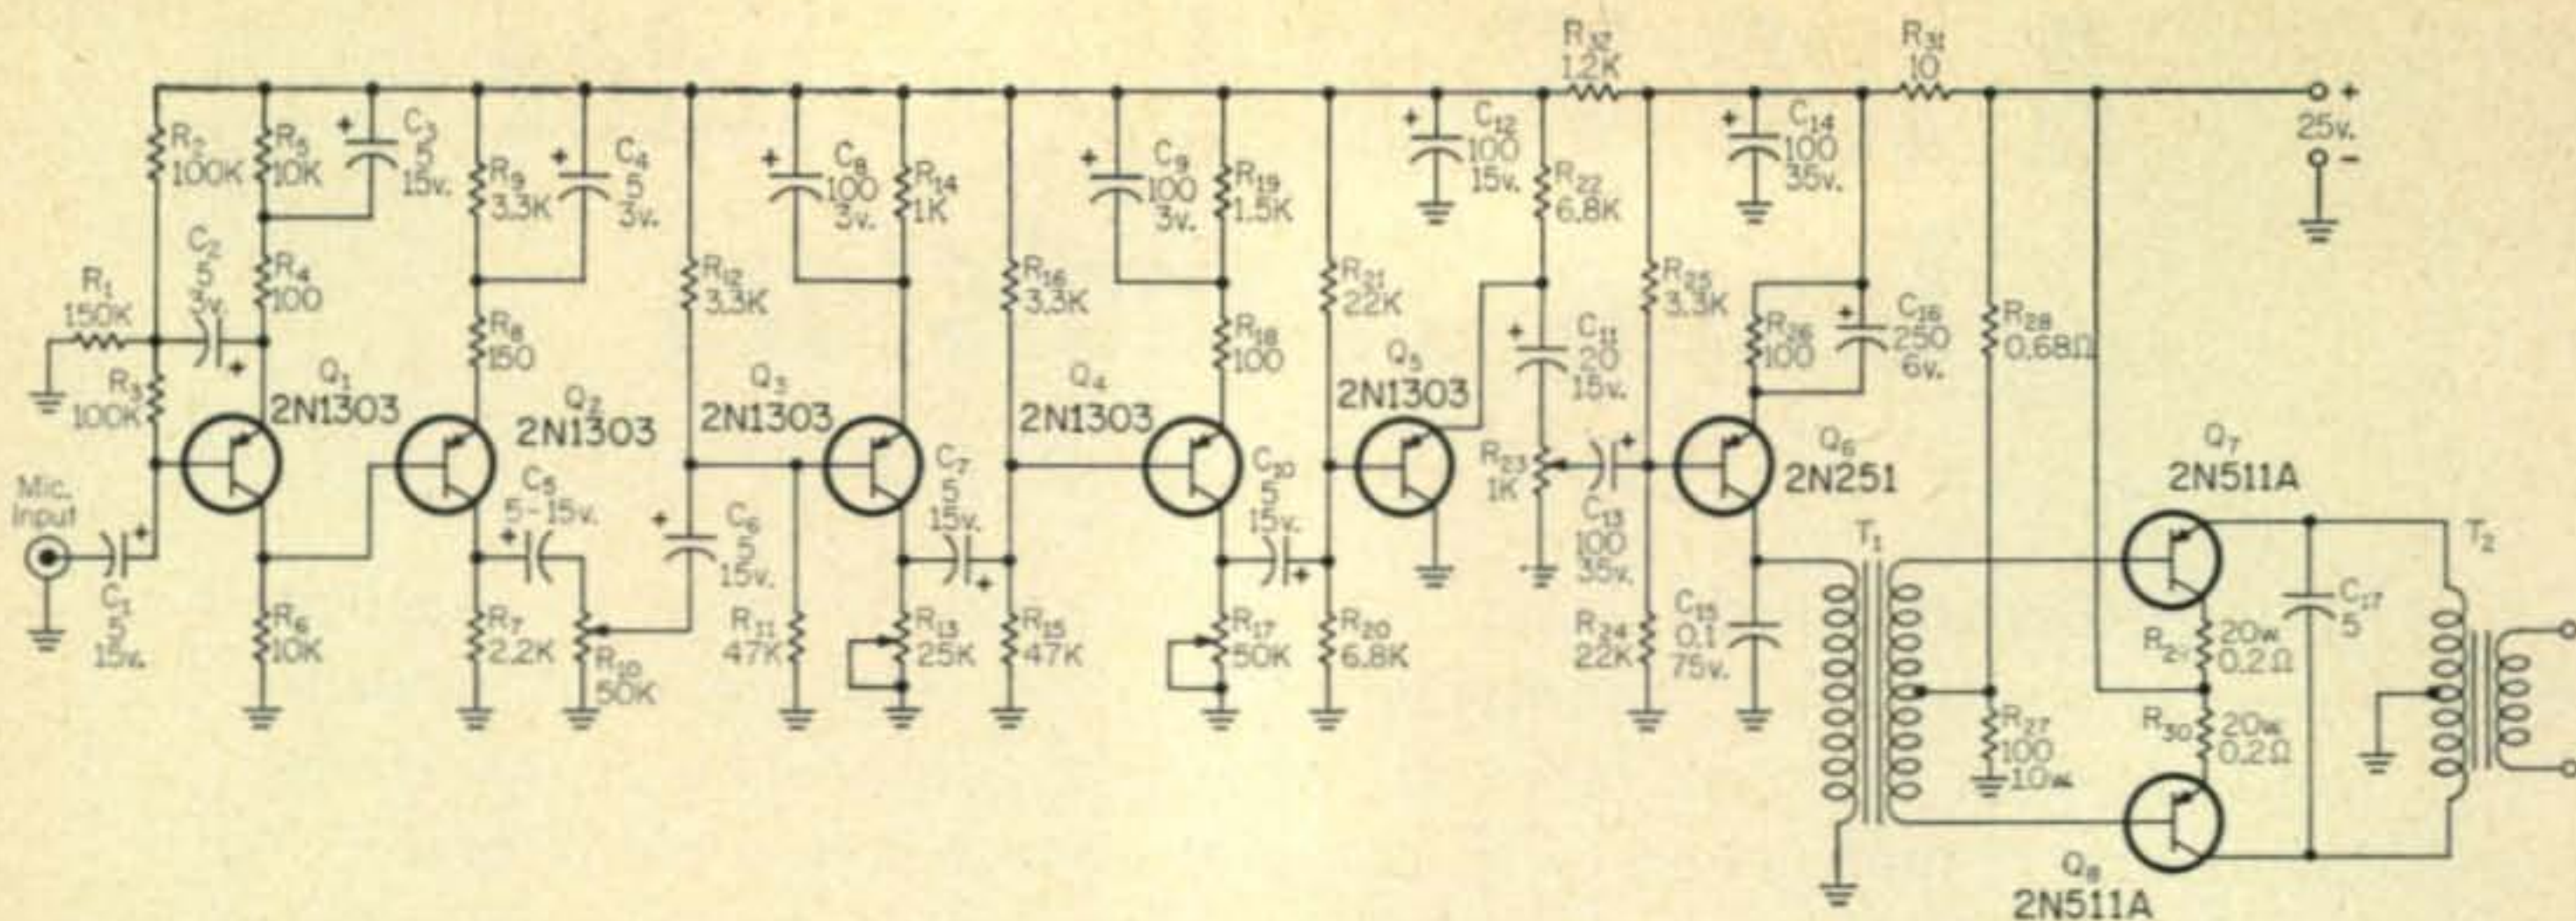 R32
1.2K
R31
10
+
25v.
−
R2
100K
R5
10K
+
C3
5
15v.
R9
3.3K
+
C4
5
3v.
+
C8
100
3v.
R14
1K
+
C9
100
3v.
R19
1.5K
+
C12
100
15v.
R22
6.8K
+
C14
100
35v.
R1
150K
C2
5
3v.
+
R4
100
R8
150
R12
3.3K
R16
3.3K
R18
100
R21
22K
+
C11
20
15v.
R25
3.3K
R26
100
+
C16
250
6v.
R28
0.68Ω
R3
100K
Q1
2N1303
Q2
2N1303
Q3
2N1303
Q4
2N1303
Q5
2N1303
Q6
2N251
Q7
2N511A
Mic.
Input
+
C1
5
15v.
C5
5-15v.
+
+
C6
5
15v.
C7
5
15v.
+
C10
5
15v.
+
R23
1K
+
C13
100
35v.
T1
T2
R6
10K
R7
2.2K
R10
50K
R11
47K
R13
25K
R15
47K
R17
50K
R20
6.8K
R24
22K
C15
0.1
75v.
R27
100
10w.
20w.
0.2Ω
R30
20w.
0.2Ω
C17
5
Q8
2N511A